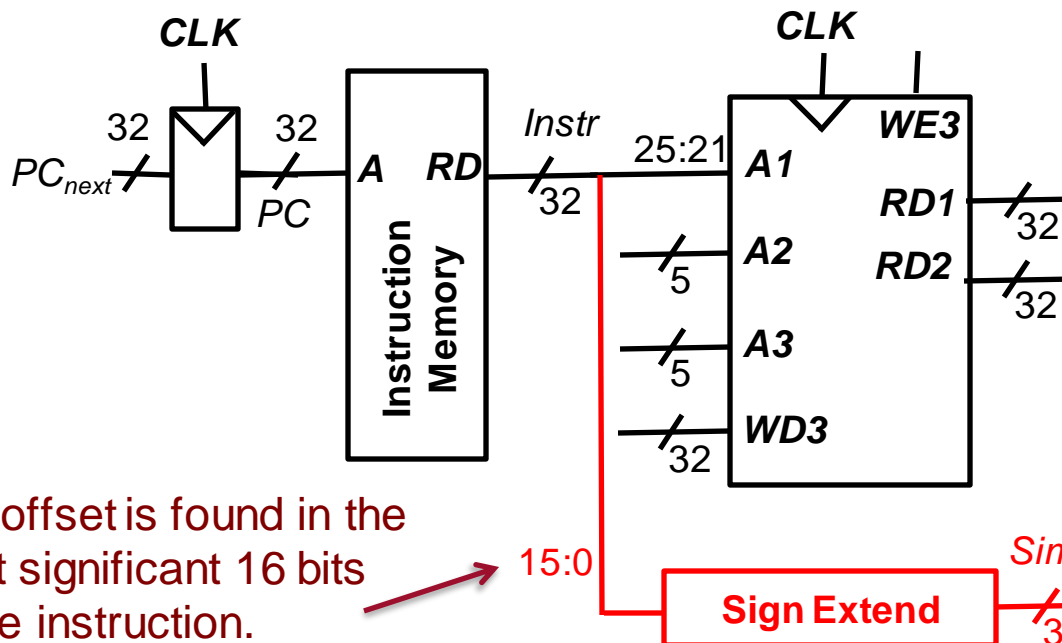 CLK
CLK
32
32
Instr
25:21
WE3
PCnext
PC
A
RD
32
A1
RD1
32
Instruction
Memory
5
A2
RD2
32
5
A3
32
WD3
offset is found in the
t significant 16 bits
e instruction.
15:0
Sign Extend
Sim
3